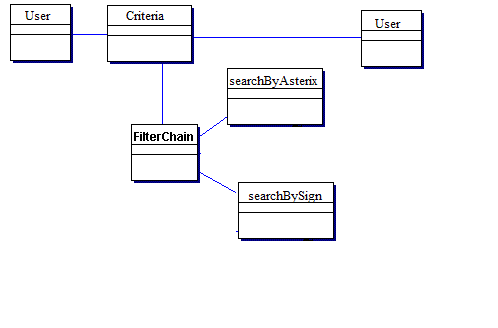 User
Criteria
User
searchByAsterix
FilterChain
searchBySign